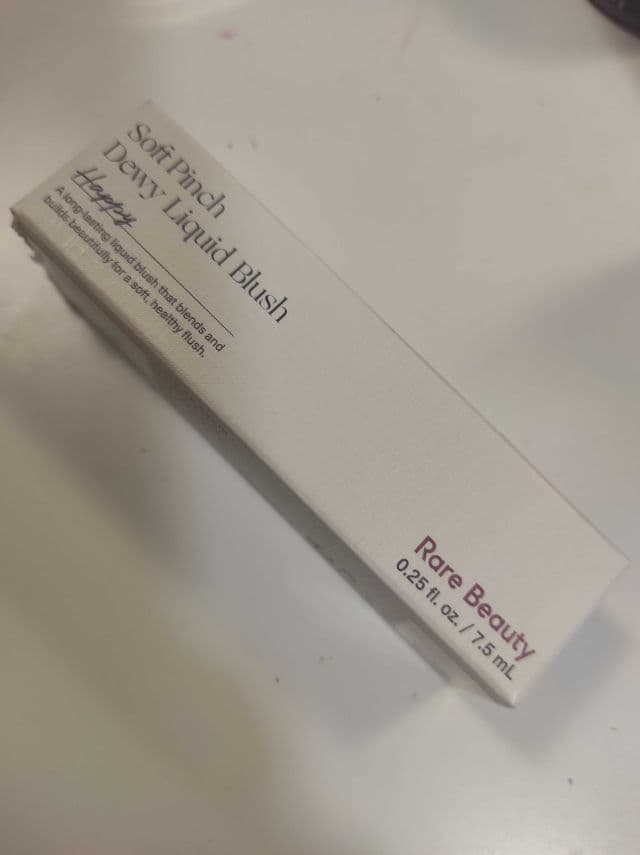 Soft Pinch
Dewy Liquid Blush
Happy
A long-lasting liquid blush that blends and
builds beautifully for a soft, healthy flush.
Rare Beauty
0.25 fl. oz. / 7.5 mL